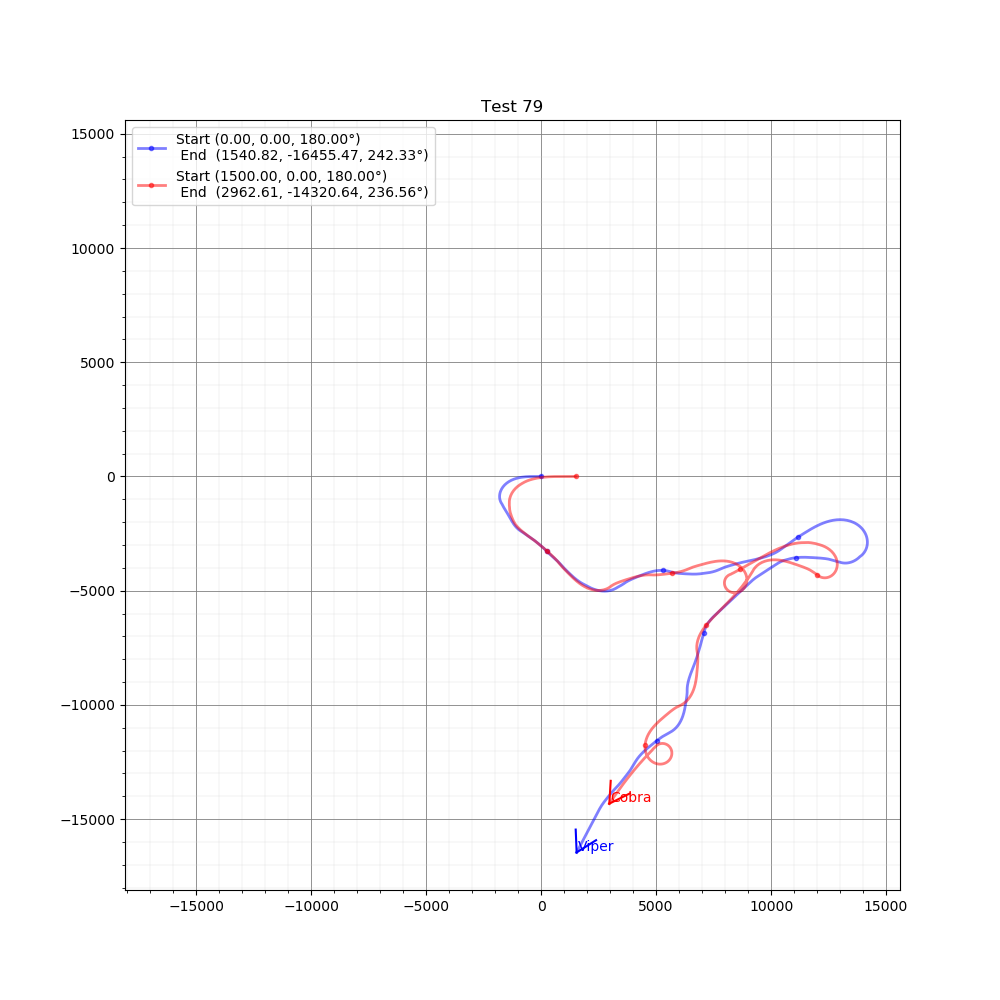 Test 79
Start (0.00, 0.00, 180.00°)
End  (1540.82, -16455.47, 242.33°)
Start (1500.00, 0.00, 180.00°)
End  (2962.61, -14320.64, 236.56°)
15000
10000
5000
0
−5000
−10000
−15000
Cobra
Viper
−15000 −10000 −5000 0 5000 10000 15000